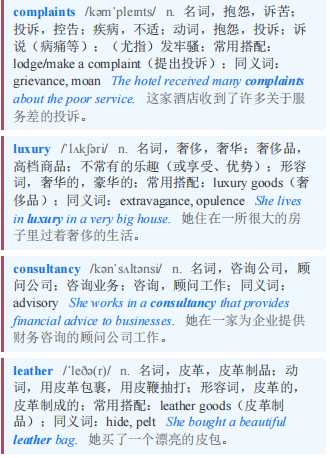 complaints /kəmˈpleɪnts/ n. 名词，抱怨，诉苦；
投诉，控告；疾病，不适；动词，抱怨，投诉；诉
说（病痛等）；（尤指）发牢骚；常用搭配：
lodge/make a complaint（提出投诉）；同义词：
grievance, moan The hotel received many complaints
about the poor service. 这家酒店收到了许多关于服
务差的投诉。
luxury /ˈlʌkʃəri/ n. 名词，奢侈，奢华；奢侈品，
高档商品；不常有的乐趣（或享受、优势）；形容
词，奢华的，豪华的；常用搭配：luxury goods（奢
侈品）；同义词：extravagance, opulence She lives
in luxury in a very big house. 她住在一所很大的房
子里过着奢侈的生活。
consultancy /kənˈsʌltənsi/ n. 名词，咨询公司，顾
问公司；咨询业务；咨询，顾问工作；同义词：
advisory She works in a consultancy that provides
financial advice to businesses. 她在一家为企业提供
财务咨询的顾问公司工作。
leather /ˈleðə(r)/ n. 名词，皮革，皮革制品；动
词，用皮革包裹，用皮鞭抽打；形容词，皮革的，
皮革制成的；常用搭配：leather goods（皮革制
品）；同义词：hide, pelt She bought a beautiful
leather bag. 她买了一个漂亮的皮包。